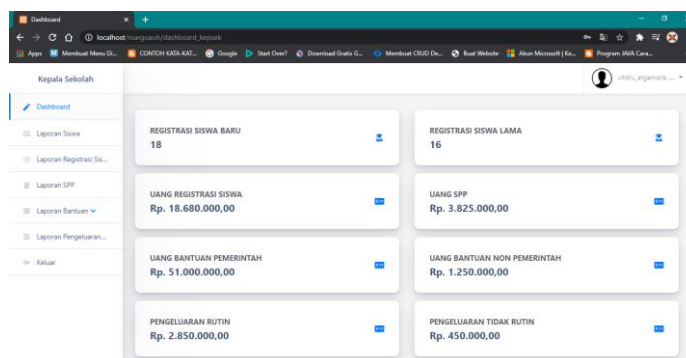 Dashboard
localhost/margoasih/dashboard_kepsek
Apps Membuat Menu Di... CONTOH KATA-KAT... Google Start Over? Download Gratis G... Membuat CRUD De... Buat Website Akun Microsoft | Ke... Program JAVA Cara...
Kepala Sekolah
Dashboard
Laporan Siswa
Laporan Registrasi Sis...
Laporan SPP
Laporan Bantuan
Laporan Pengeluaran...
Keluar
REGISTRASI SISWA BARU
18
REGISTRASI SISWA LAMA
16
UANG REGISTRASI SISWA
Rp. 18.680.000,00
UANG SPP
Rp. 3.825.000,00
UANG BANTUAN PEMERINTAH
Rp. 51.000.000,00
UANG BANTUAN NON PEMERINTAH
Rp. 1.250.000,00
PENGELUARAN RUTIN
Rp. 2.850.000,00
PENGELUARAN TIDAK RUTIN
Rp. 450.000,00